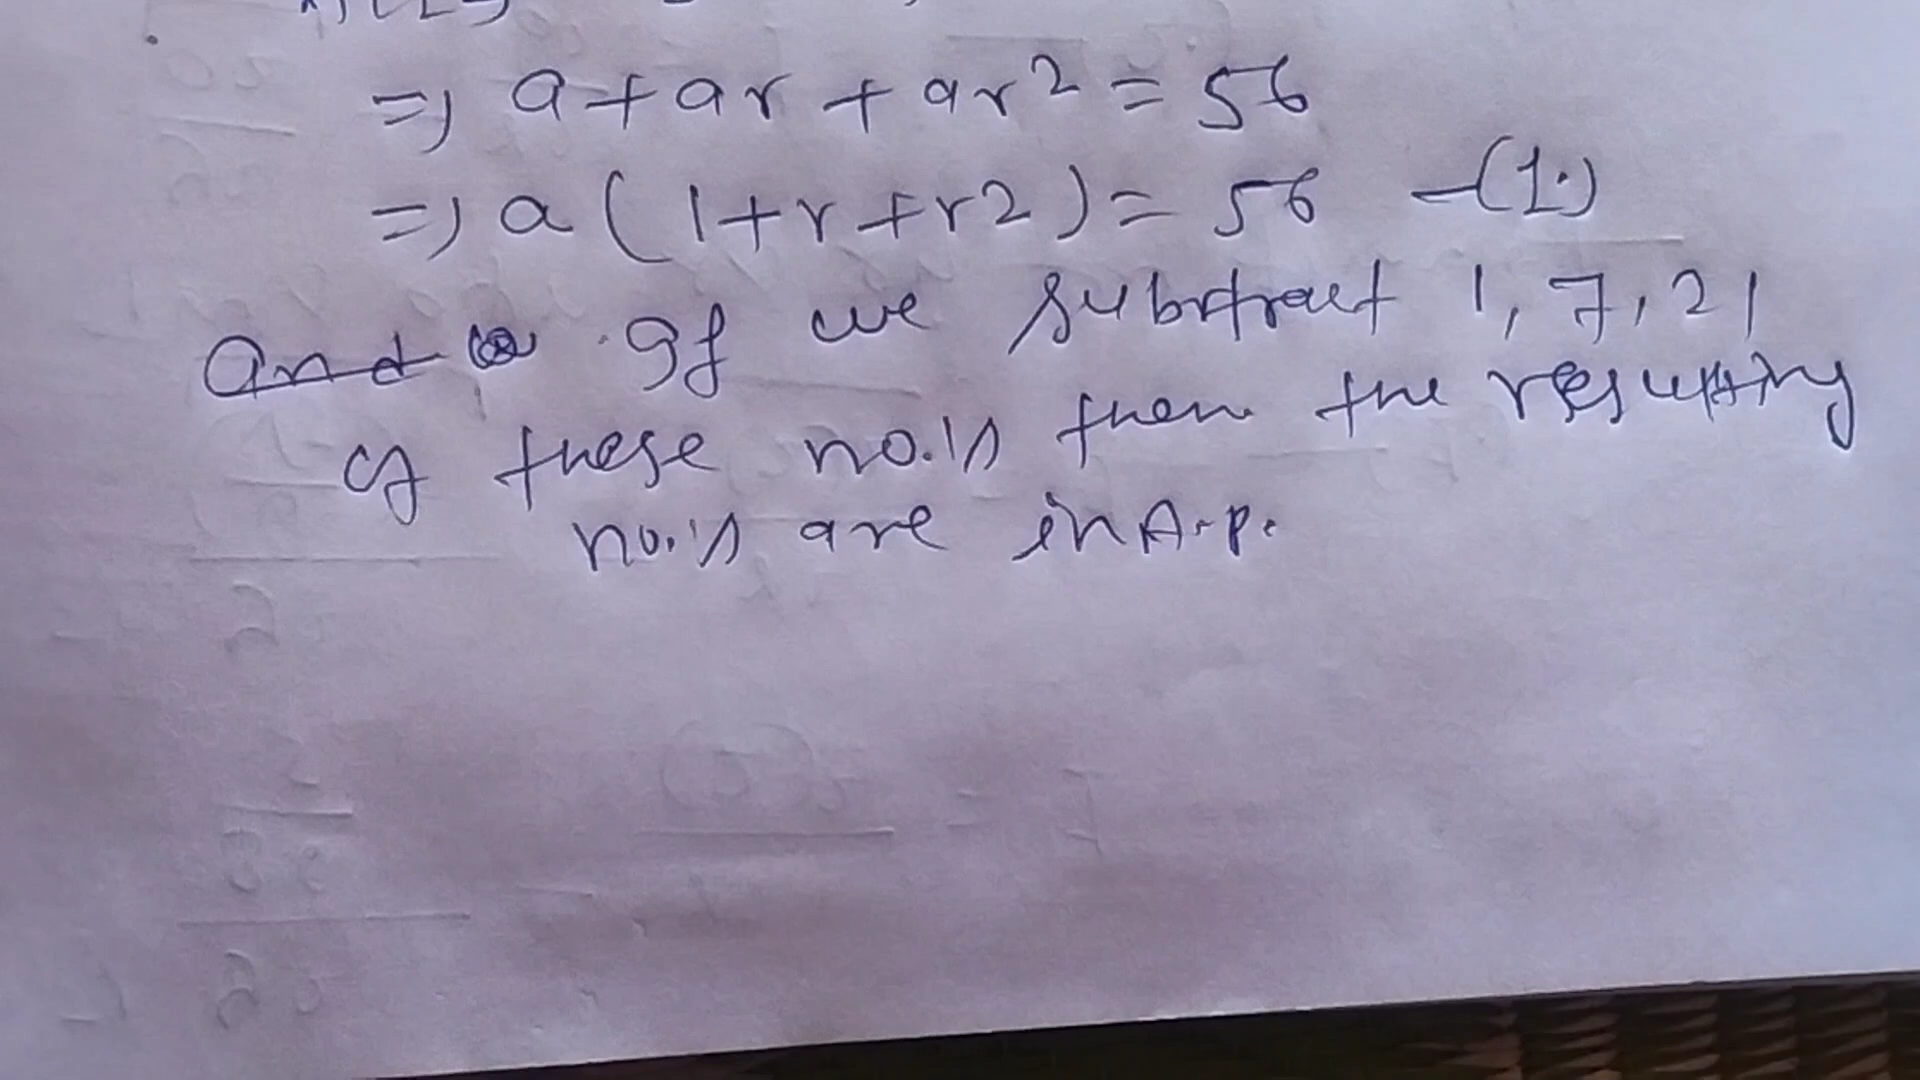 =) a + ar + ar2 = 56
=) a ( 1 + r + r2 ) = 56 -(1.)
and If we subtract 1, 7, 21
of these no.'s then the resulting
no.'s are in A.P.